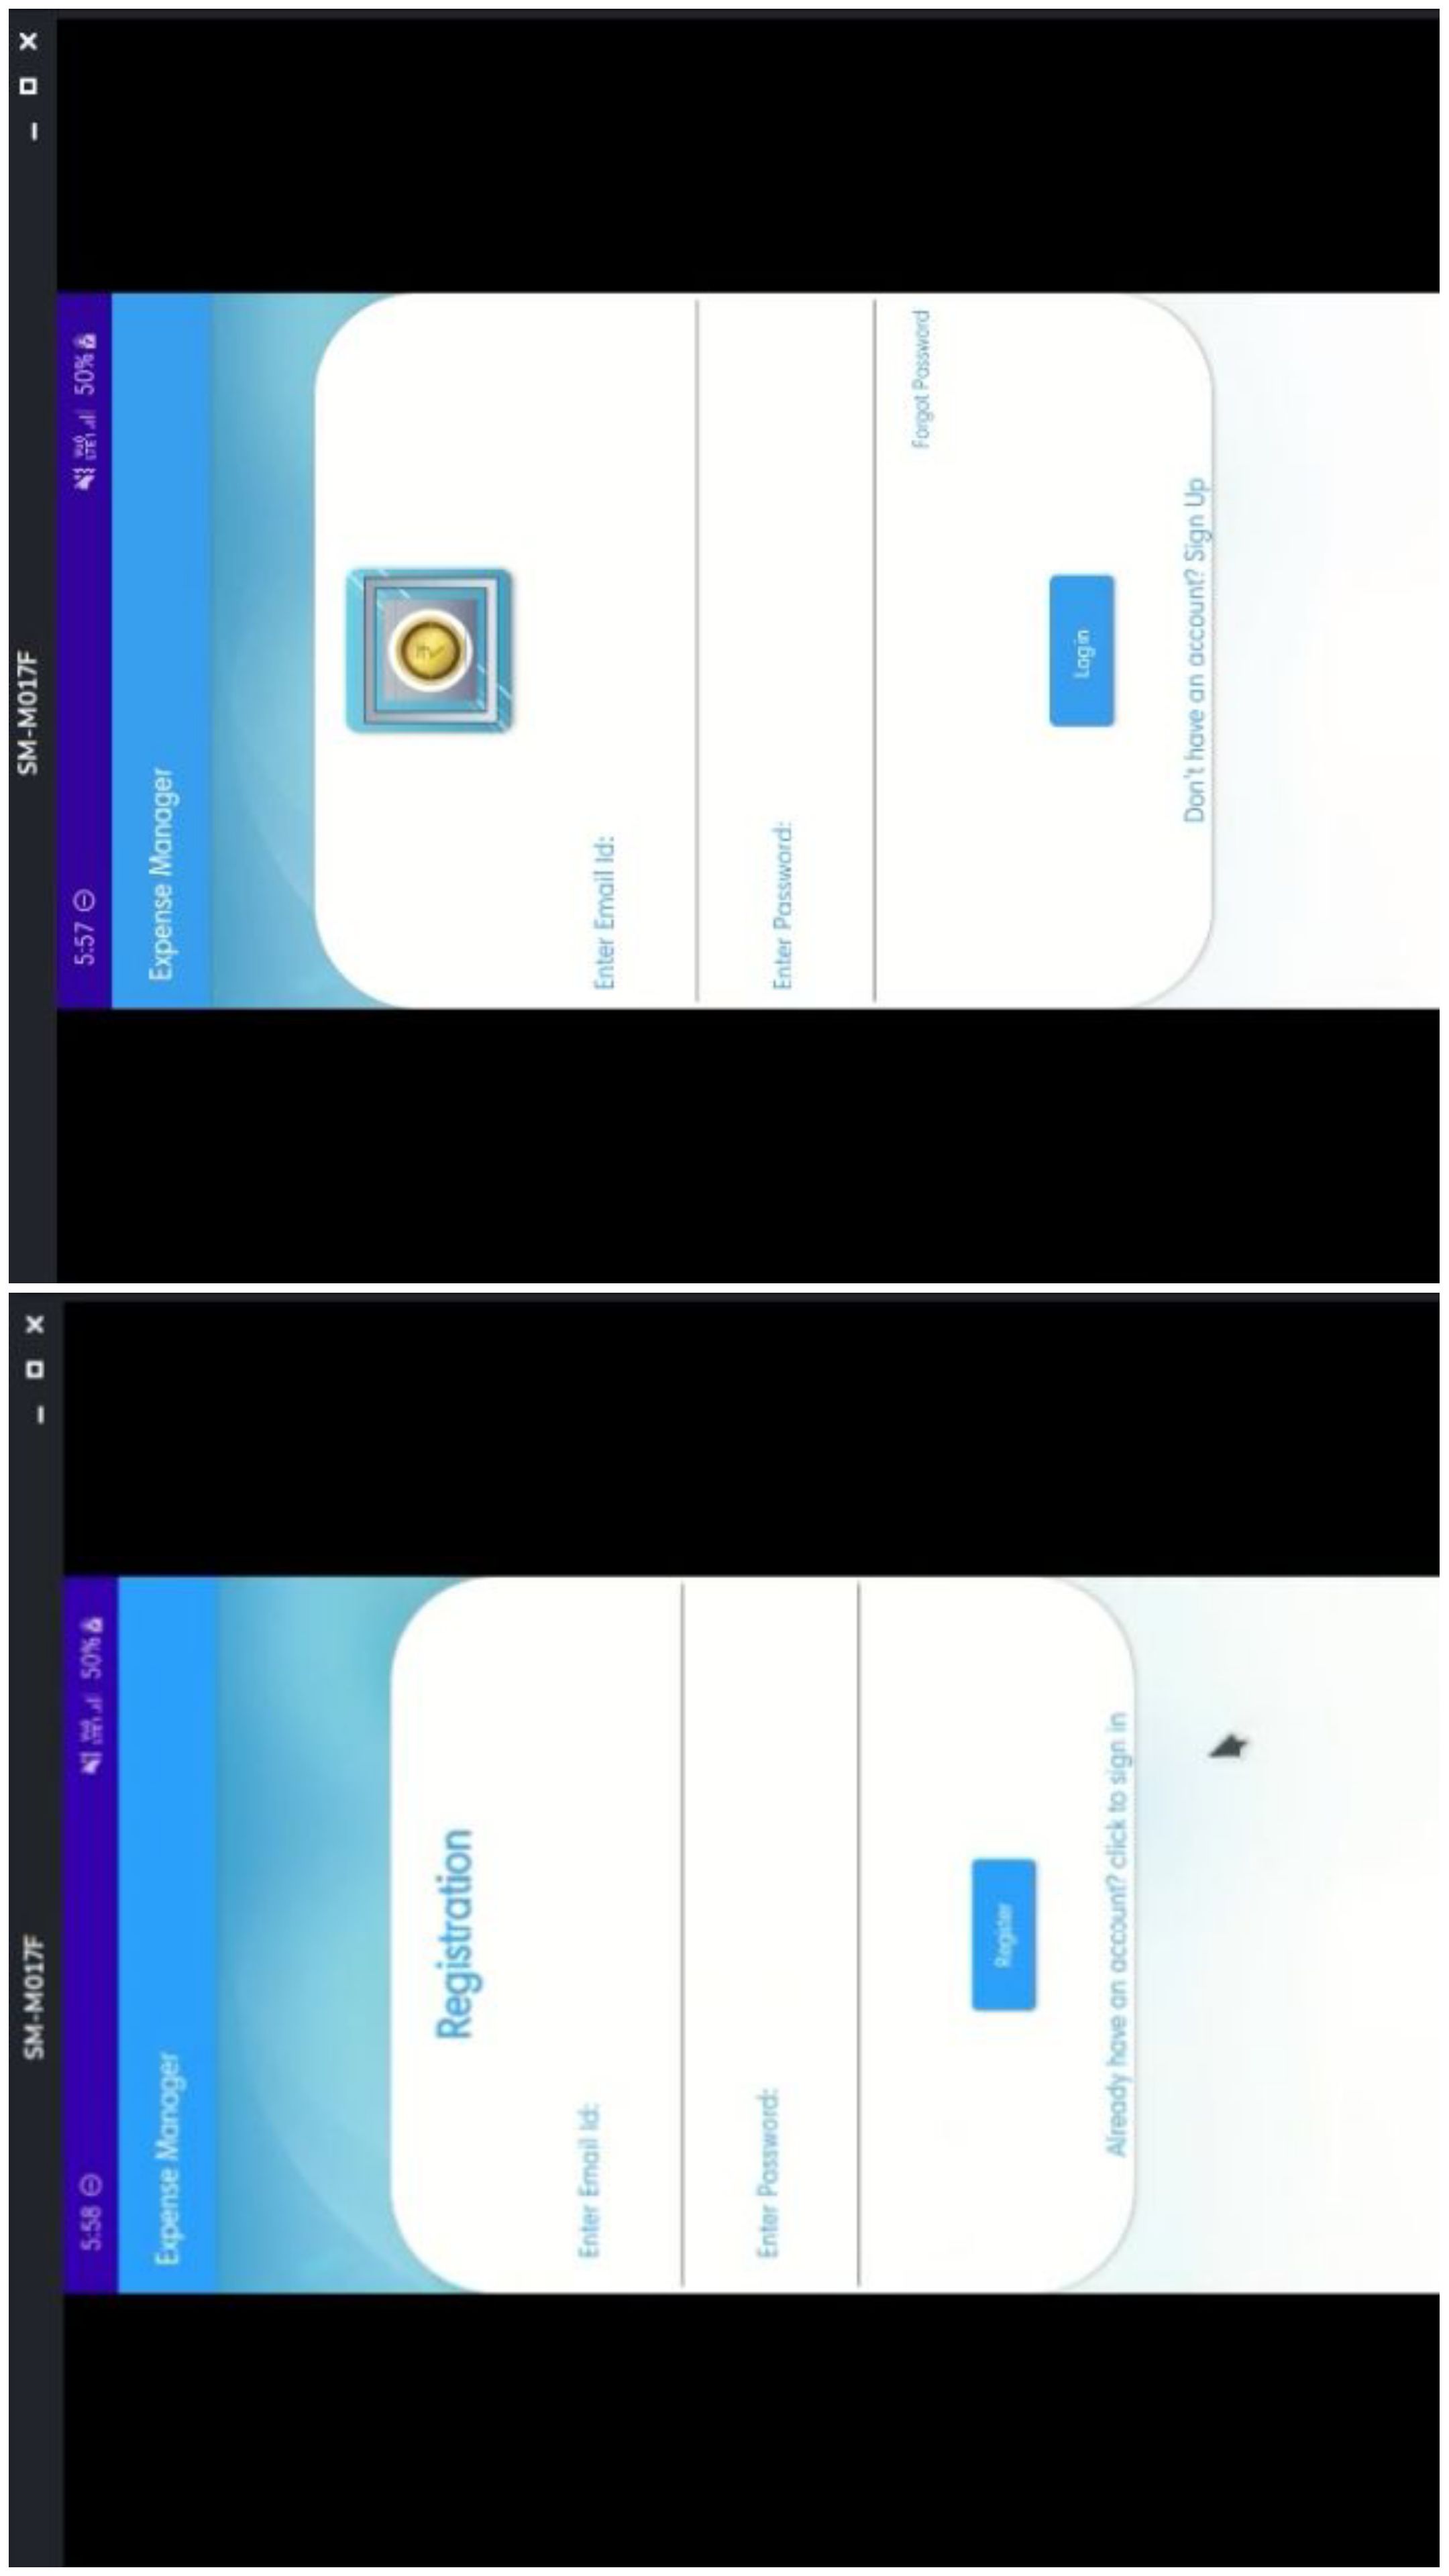 SM-M017F
5:58
50%
Expense Manager
Registration
Enter Email Id:
Enter Password:
Register
Already have an account? click to sign in
SM-M017F
5:57
50%
Expense Manager
₹
Enter Email Id:
Enter Password:
Forgot Password
Login
Don't have an account? Sign Up